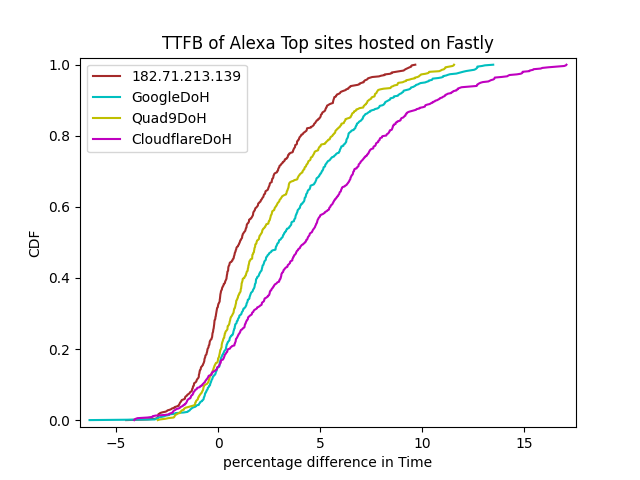 TTFB of Alexa Top sites hosted on Fastly
182.71.213.139
GoogleDoH
Quad9DoH
CloudflareDoH
CDF
1.0
0.8
0.6
0.4
0.2
0.0
−5
0
5
10
15
percentage difference in Time